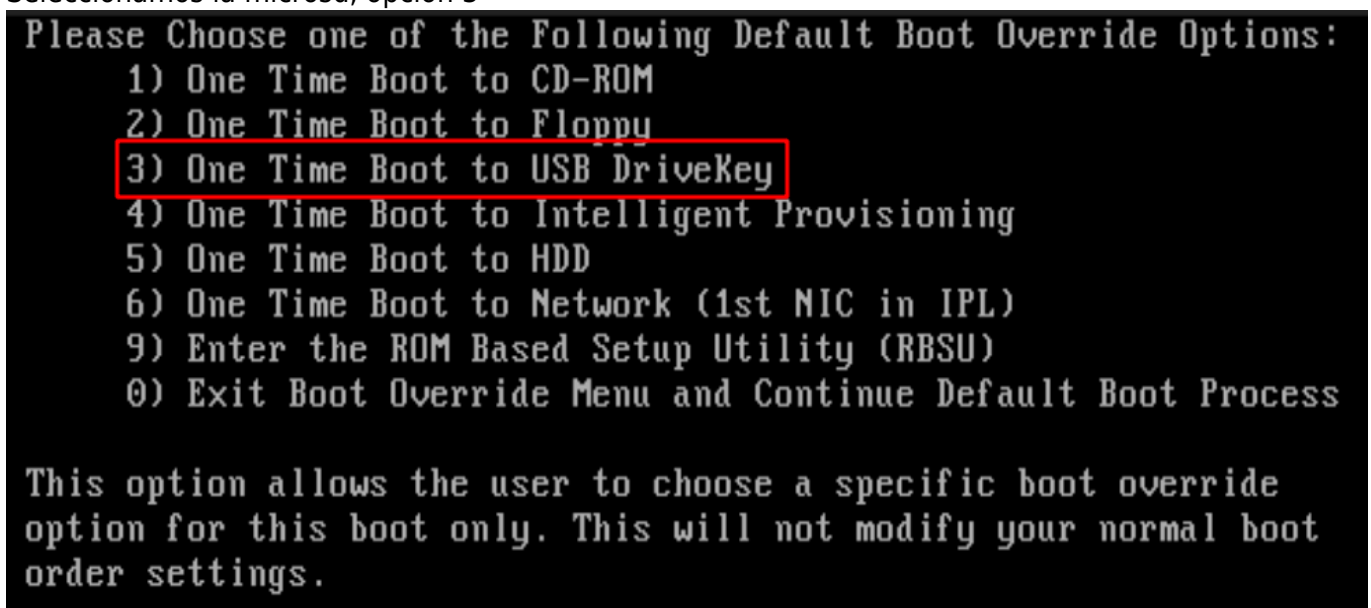 Seleccionamos la microsd, opción 3
Please Choose one of the Following Default Boot Override Options:
1) One Time Boot to CD-ROM
2) One Time Boot to Floppy
3) One Time Boot to USB DriveKey
4) One Time Boot to Intelligent Provisioning
5) One Time Boot to HDD
6) One Time Boot to Network (1st NIC in IPL)
9) Enter the ROM Based Setup Utility (RBSU)
0) Exit Boot Override Menu and Continue Default Boot Process
This option allows the user to choose a specific boot override
option for this boot only. This will not modify your normal boot
order settings.